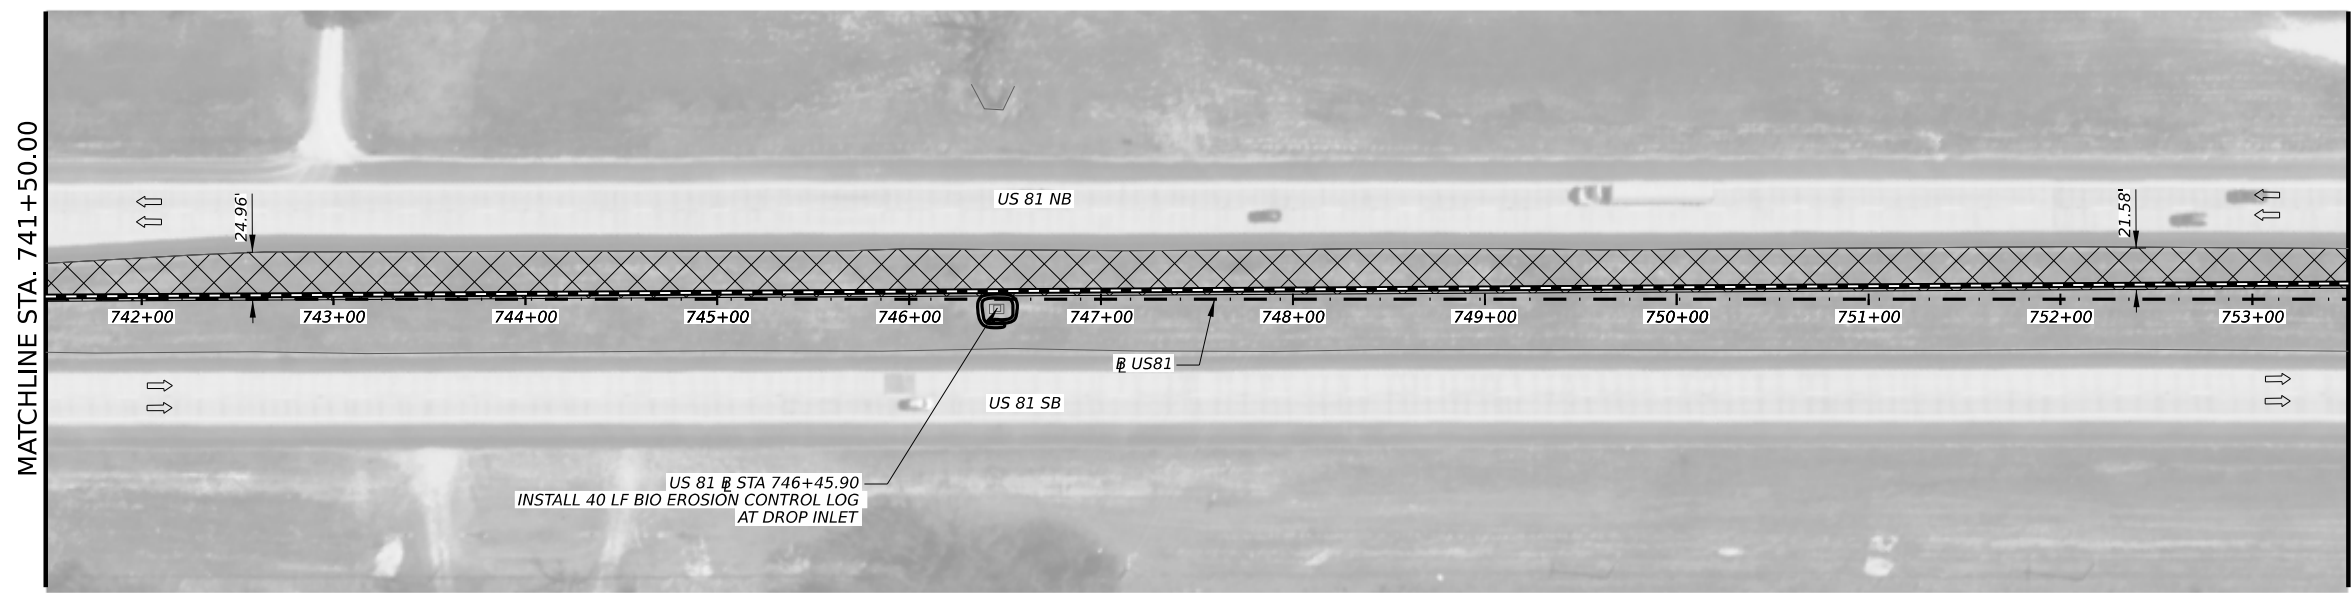 MATCHLINE STA. 741+50.00
24.96'
US 81 NB
21.58'
742+00 743+00 744+00 745+00 746+00 747+00 748+00 749+00 750+00 751+00 752+00 753+00
℄ US81
US 81 SB
US 81 ℄ STA 746+45.90
INSTALL 40 LF BIO EROSION CONTROL LOG
AT DROP INLET